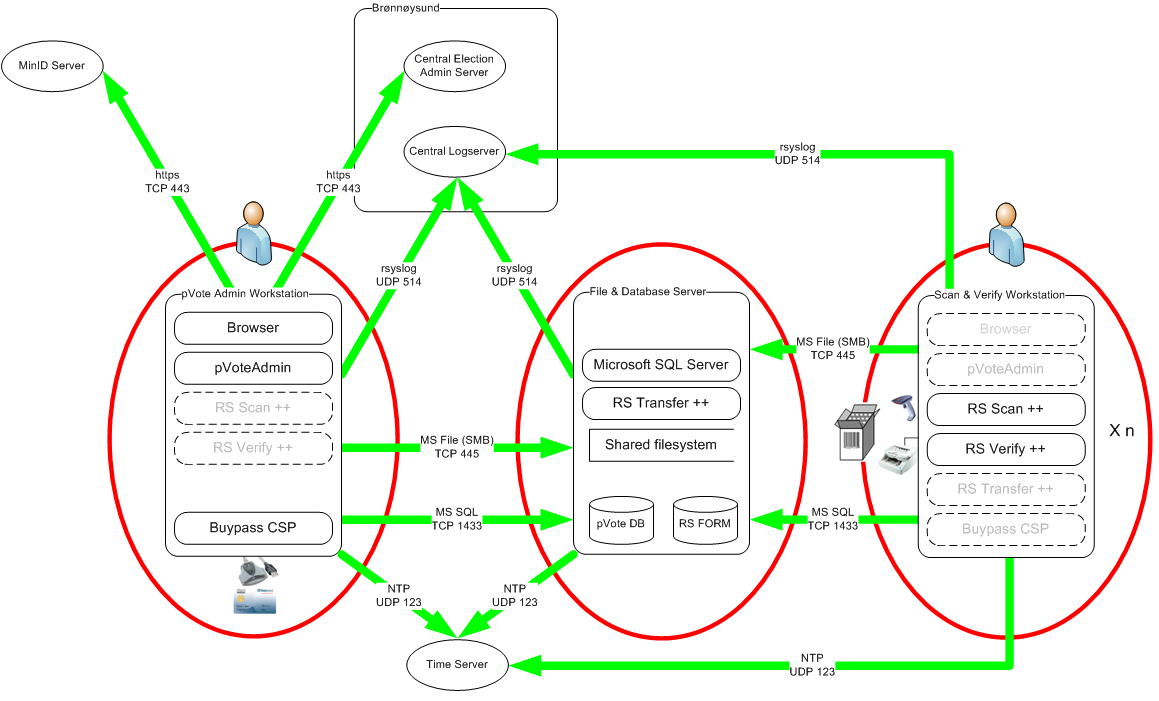 Brønnøysund
MinID Server
Central Election
Admin Server
Central Logserver
rsyslog
UDP 514
https
TCP 443
https
TCP 443
rsyslog
UDP 514
rsyslog
UDP 514
pVote Admin Workstation
Browser
pVoteAdmin
RS Scan ++
RS Verify ++
Buypass CSP
File & Database Server
Microsoft SQL Server
RS Transfer ++
Shared filesystem
pVote DB
RS FORM
Scan & Verify Workstation
Browser
pVoteAdmin
RS Scan ++
RS Verify ++
RS Transfer ++
Buypass CSP
X n
MS File (SMB)
TCP 445
MS File (SMB)
TCP 445
MS SQL
TCP 1433
MS SQL
TCP 1433
NTP
UDP 123
NTP
UDP 123
Time Server
NTP
UDP 123